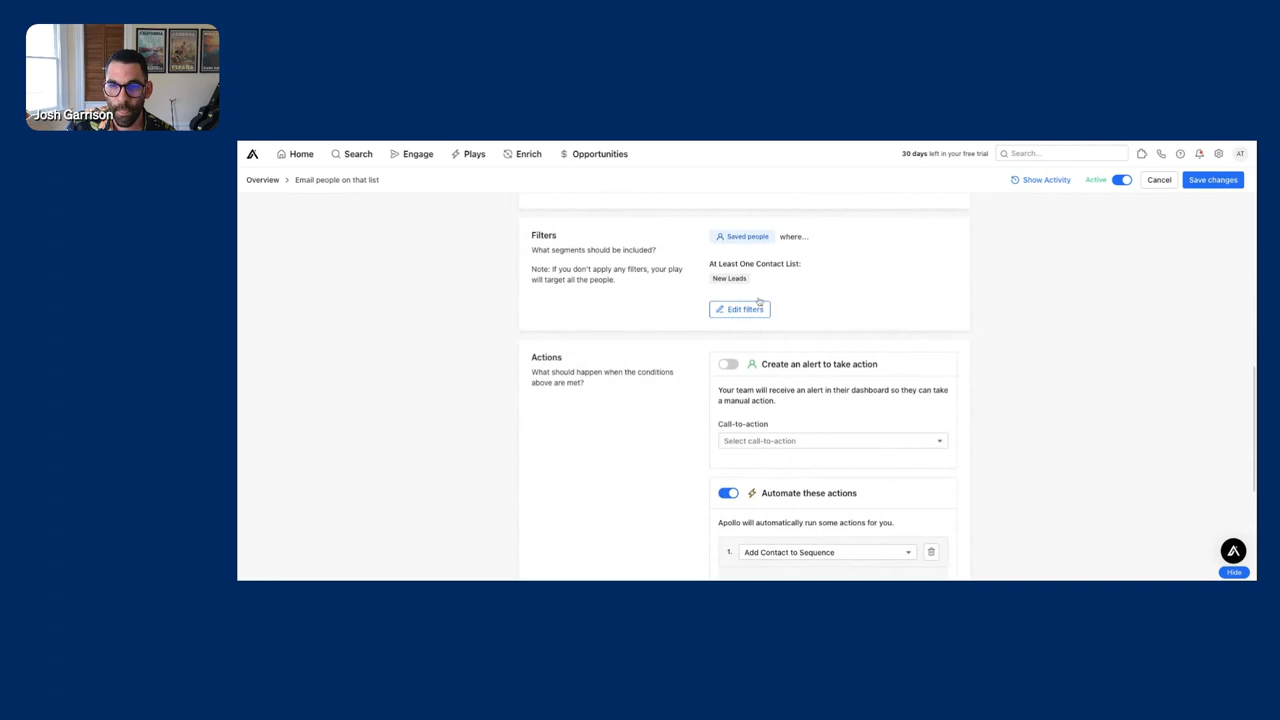 Josh Garrison
Home
Search
Engage
Plays
Enrich
Opportunities
30 days left in your free trial
Search...
AT
Overview > Email people on that list
Show Activity
Active
Cancel
Save changes
Filters
What segments should be included?
Note: If you don't apply any filters, your play
will target all the people.
Saved people where...
At Least One Contact List:
New Leads
Edit filters
Actions
What should happen when the conditions
above are met?
Create an alert to take action
Your team will receive an alert in their dashboard so they can take
a manual action.
Call-to-action
Select call-to-action
Automate these actions
Apollo will automatically run some actions for you.
1. Add Contact to Sequence
Hide